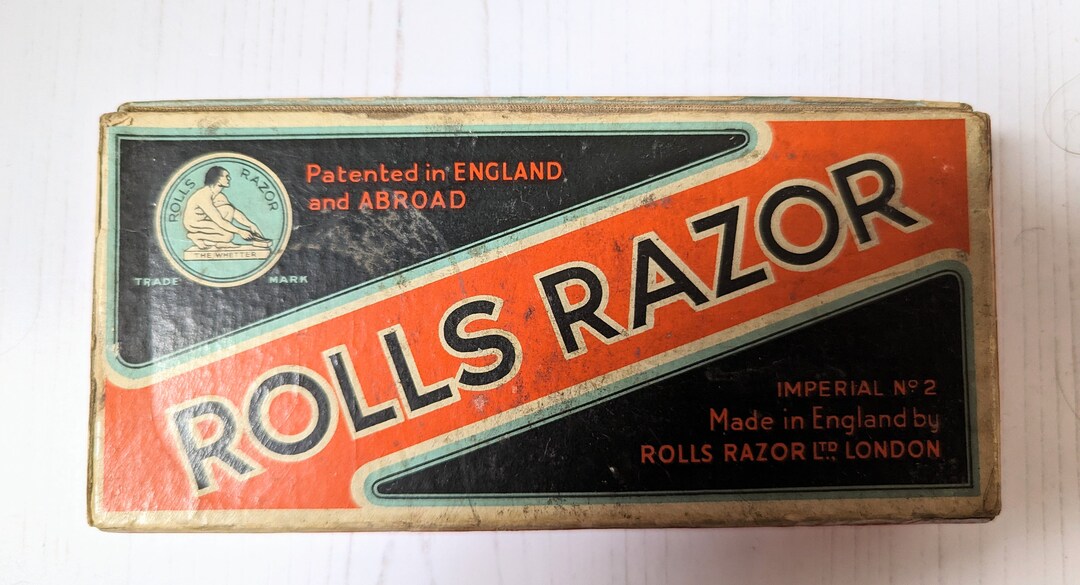 ROLLS RAZOR
THE WHETTER
TRADE MARK
Patented in ENGLAND
and ABROAD
ROLLS RAZOR
IMPERIAL Nº 2
Made in England by
ROLLS RAZOR LTD. LONDON